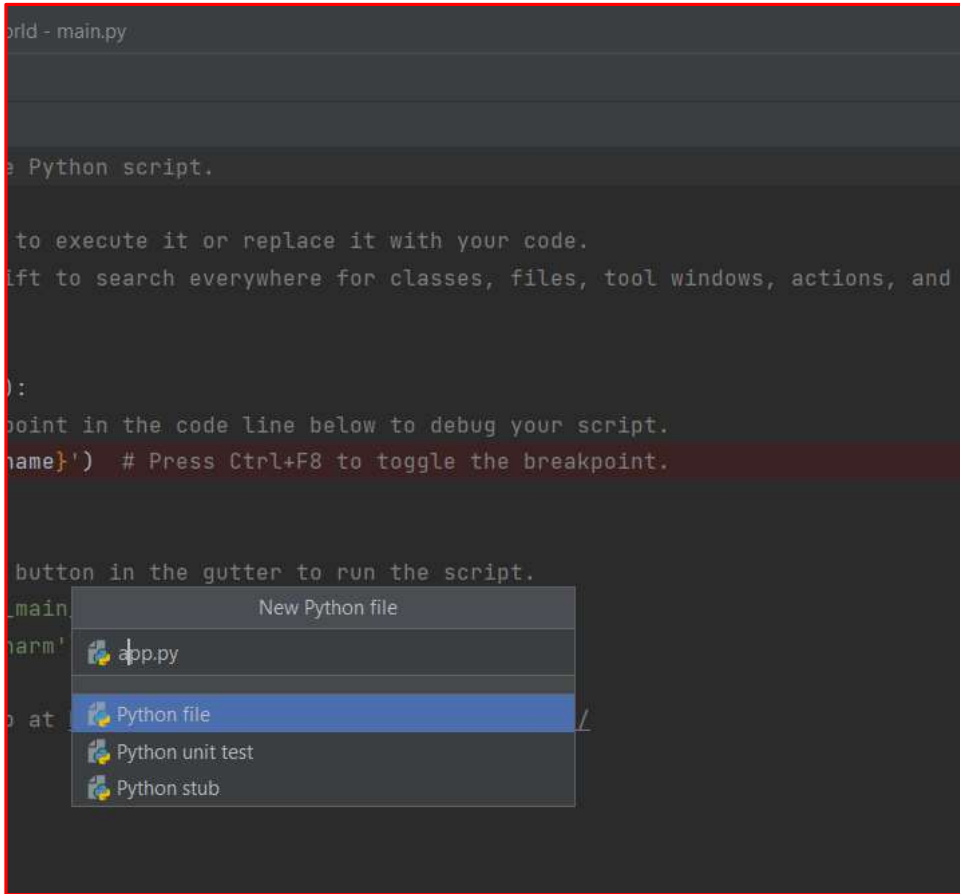 orld - main.py
e Python script.
to execute it or replace it with your code.
ift to search everywhere for classes, files, tool windows, actions, and
):
point in the code line below to debug your script.
name}')  # Press Ctrl+F8 to toggle the breakpoint.
button in the gutter to run the script.
_main_
New Python file
harm'
app.py
p at
Python file
/
Python unit test
Python stub